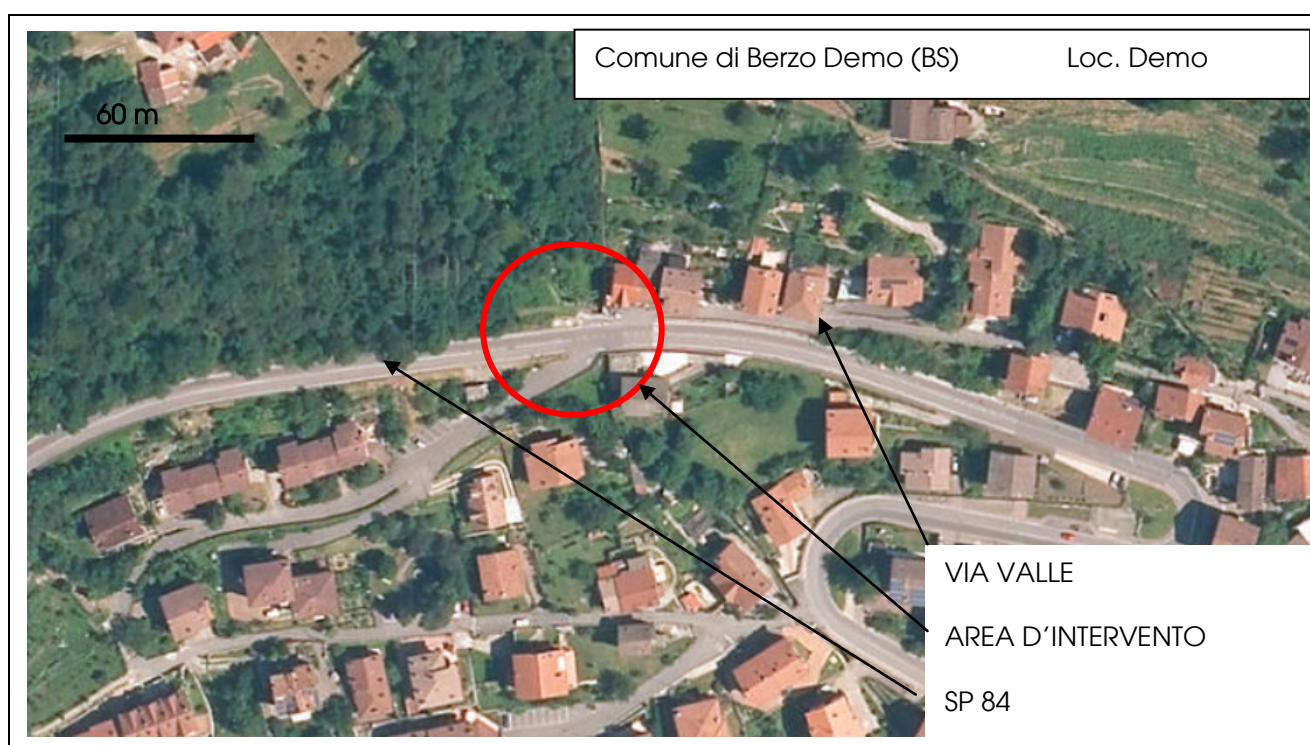 Comune di Berzo Demo (BS) Loc. Demo
60 m
VIA VALLE
AREA D'INTERVENTO
SP 84